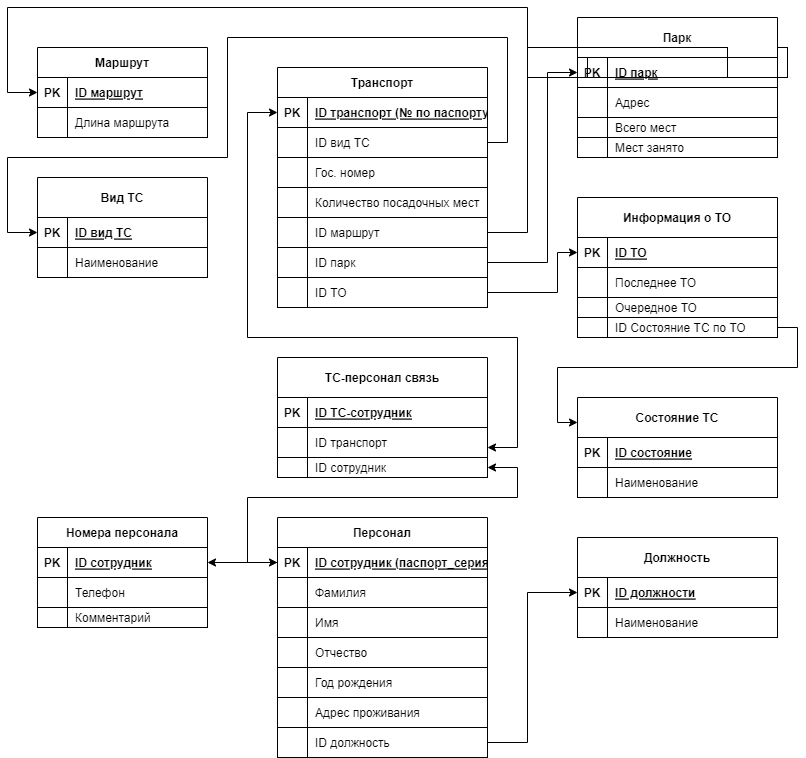 Маршрут
PK ID маршрут
Длина маршрута
Вид ТС
PK ID вид ТС
Наименование
Транспорт
PK ID транспорт (№ по паспорту
ID вид ТС
Гос. номер
Количество посадочных мест
ID маршрут
ID парк
ID ТО
Парк
PK ID парк
Адрес
Всего мест
Мест занято
Информация о ТО
PK ID ТО
Последнее ТО
Очередное ТО
ID Состояние ТС по ТО
ТС-персонал связь
PK ID ТС-сотрудник
ID транспорт
ID сотрудник
Состояние ТС
PK ID состояние
Наименование
Номера персонала
PK ID сотрудник
Телефон
Комментарий
Персонал
PK ID сотрудник (паспорт_серия
Фамилия
Имя
Отчество
Год рождения
Адрес проживания
ID должность
Должность
PK ID должности
Наименование